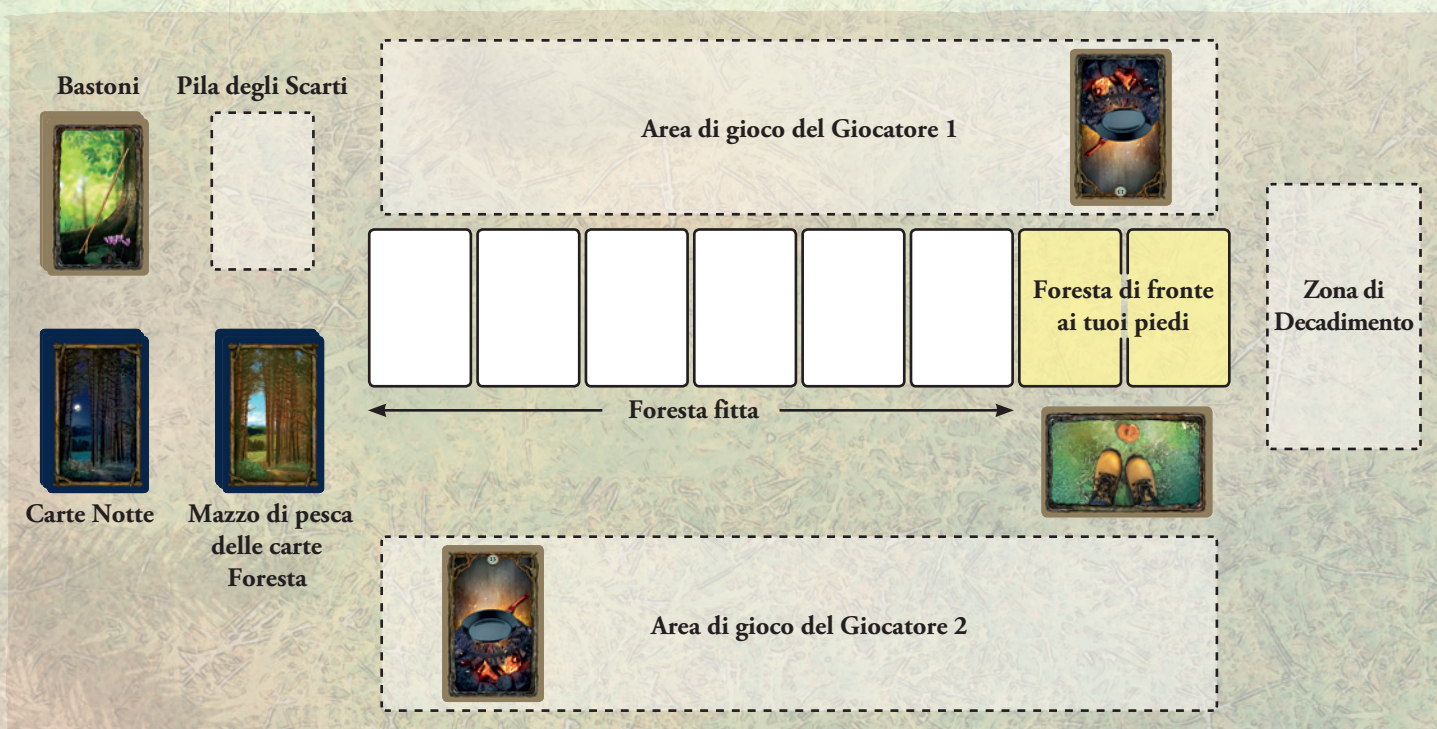 Bastoni
Pila degli Scarti
Area di gioco del Giocatore 1
Foresta di fronte
ai tuoi piedi
Zona di
Decadimento
Foresta fitta
Carte Notte
Mazzo di pesca
delle carte
Foresta
Area di gioco del Giocatore 2